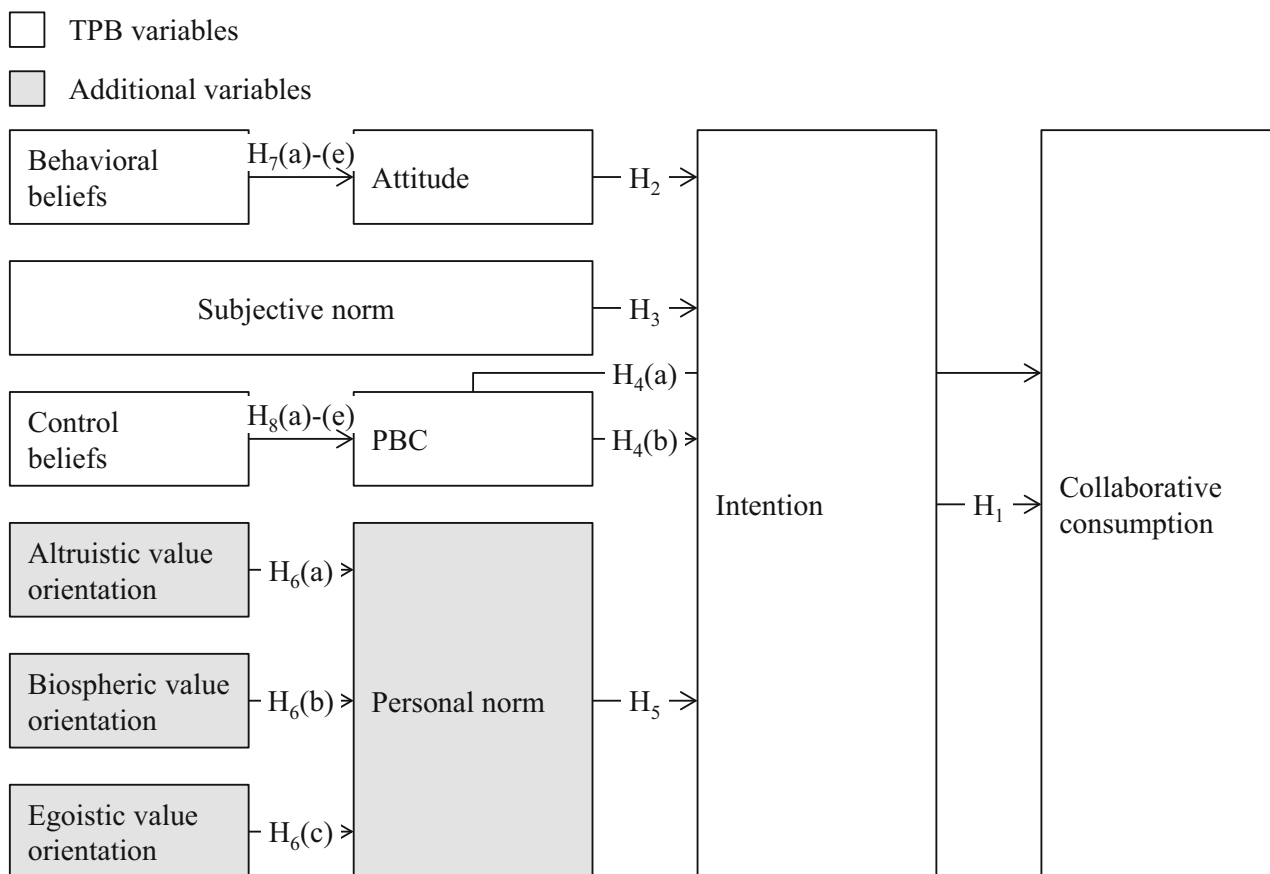 TPB variables
Additional variables
Behavioral
beliefs
H₇(a)-(e)
Attitude
H₂
Subjective norm
H₃
H₄(a)
Control
beliefs
H₈(a)-(e)
PBC
H₄(b)
Intention
H₁
Collaborative
consumption
Altruistic value
orientation
H₆(a)
Biospheric value
orientation
H₆(b)
Personal norm
H₅
Egoistic value
orientation
H₆(c)